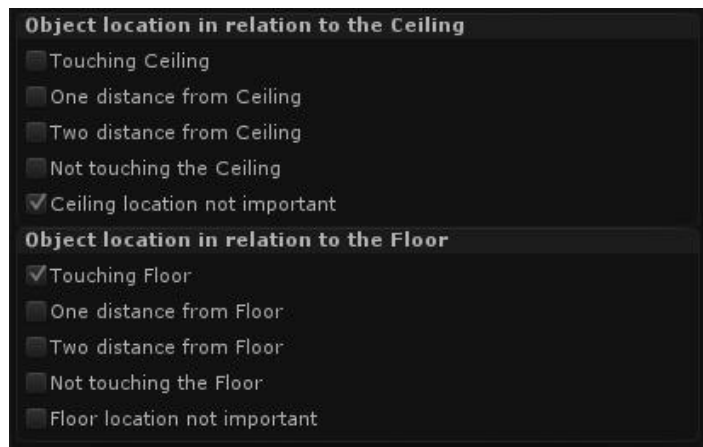 Object location in relation to the Ceiling
Touching Ceiling
One distance from Ceiling
Two distance from Ceiling
Not touching the Ceiling
Ceiling location not important
Object location in relation to the Floor
Touching Floor
One distance from Floor
Two distance from Floor
Not touching the Floor
Floor location not important